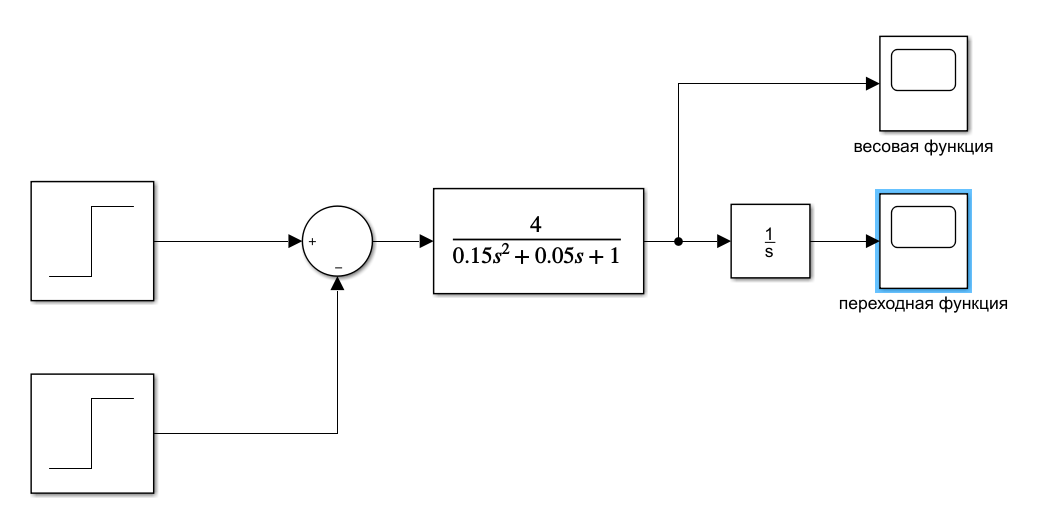 весовая функция
+
−
4
0.15s² + 0.05s + 1
1
s
переходная функция